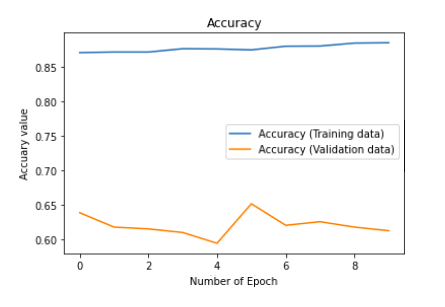 Accuracy
Accuary value
0.85
0.80
0.75
0.70
0.65
0.60
Accuracy (Training data)
Accuracy (Validation data)
0 2 4 6 8
Number of Epoch